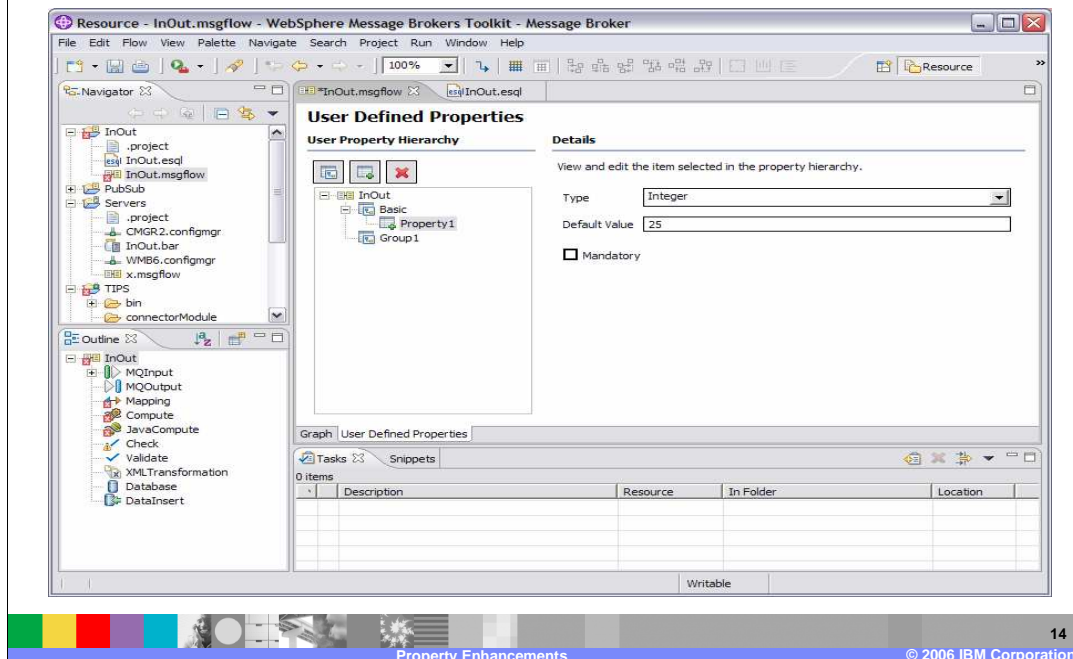 Resource - InOut.msgflow - WebSphere Message Brokers Toolkit - Message Broker
File Edit Flow View Palette Navigate Search Project Run Window Help
100%
Resource
»
Navigator
InOut
.project
InOut.esql
InOut.msgflow
PubSub
Servers
.project
CMGR2.configmgr
InOut.bar
WMB6.configmgr
x.msgflow
TIPS
bin
connectorModule
Outline
InOut
MQInput
MQOutput
Mapping
Compute
JavaCompute
Check
Validate
XMLTransformation
Database
DataInsert
*InOut.msgflow
InOut.esql
User Defined Properties
User Property Hierarchy
InOut
Basic
Property1
Group1
Details
View and edit the item selected in the property hierarchy.
Type Integer
Default Value 25
Mandatory
Graph User Defined Properties
Tasks Snippets
0 items
Description Resource In Folder Location
Writable
14
Property Enhancements
© 2006 IBM Corporation